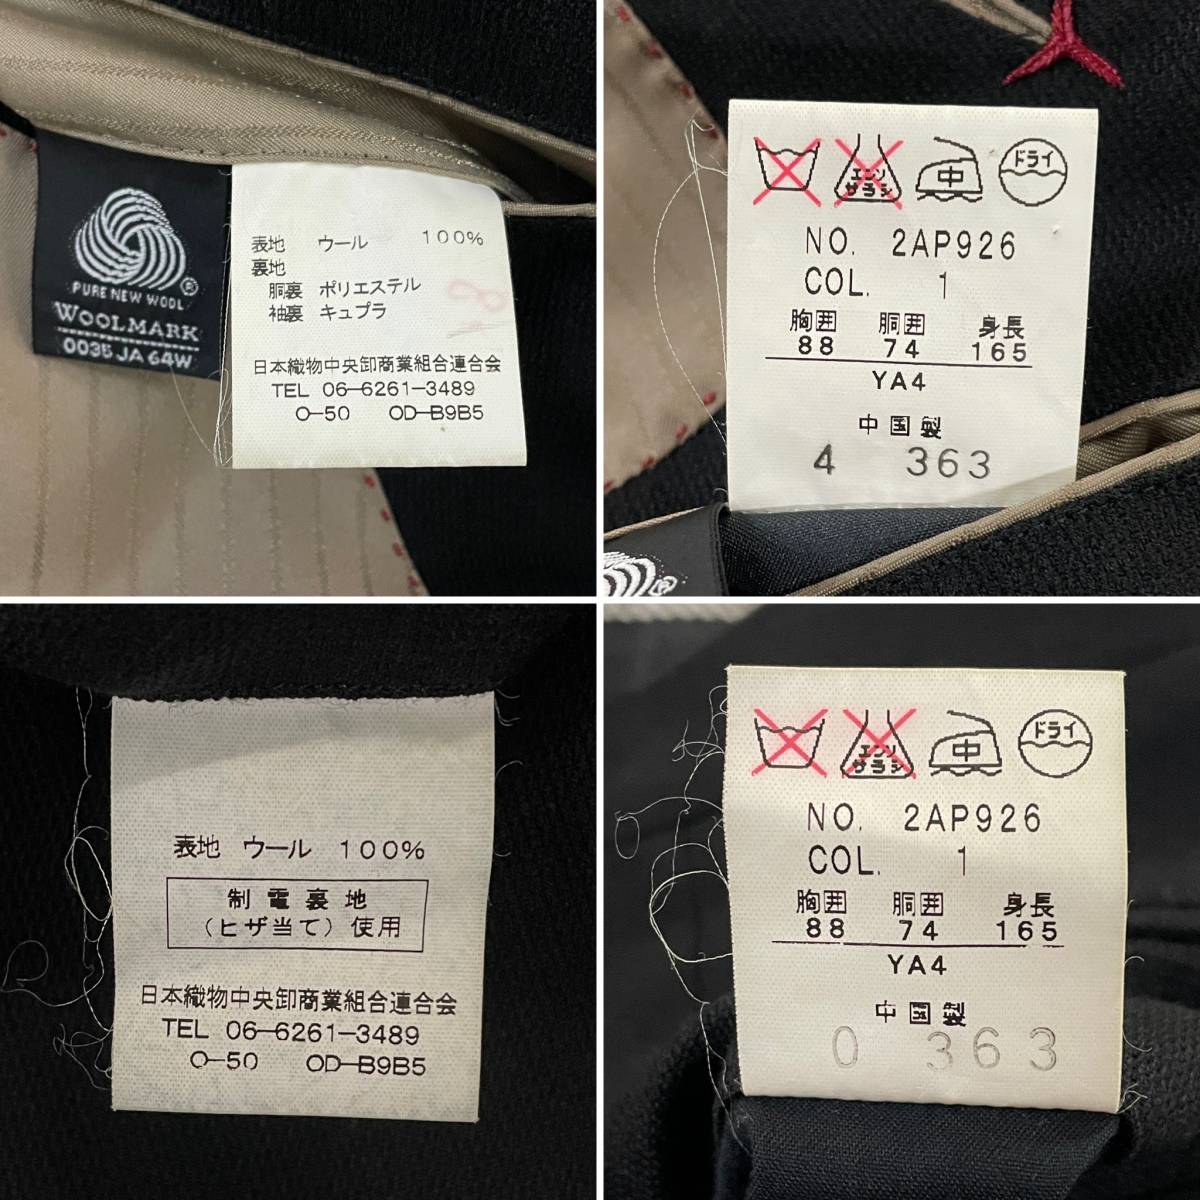 PURE NEW WOOL ®
WOOLMARK
0035 JA 64W
表地 ウール 100%
裏地
胴裏 ポリエステル
袖裏 キュプラ
日本織物中央卸商業組合連合会
TEL 06-6261-3489
O-50 OD-B9B5
エンソサラシ 中 ドライ
NO. 2AP926
COL. 1
胸囲 胴囲 身長
88 74 165
YA4
中国製
4 363
表地 ウール 100%
制電裏地
(ヒザ当て)使用
日本織物中央卸商業組合連合会
TEL 06-6261-3489
O-50 OD-B9B5
エンソサラシ 中 ドライ
NO. 2AP926
COL. 1
胸囲 胴囲 身長
88 74 165
YA4
中国製
0 363